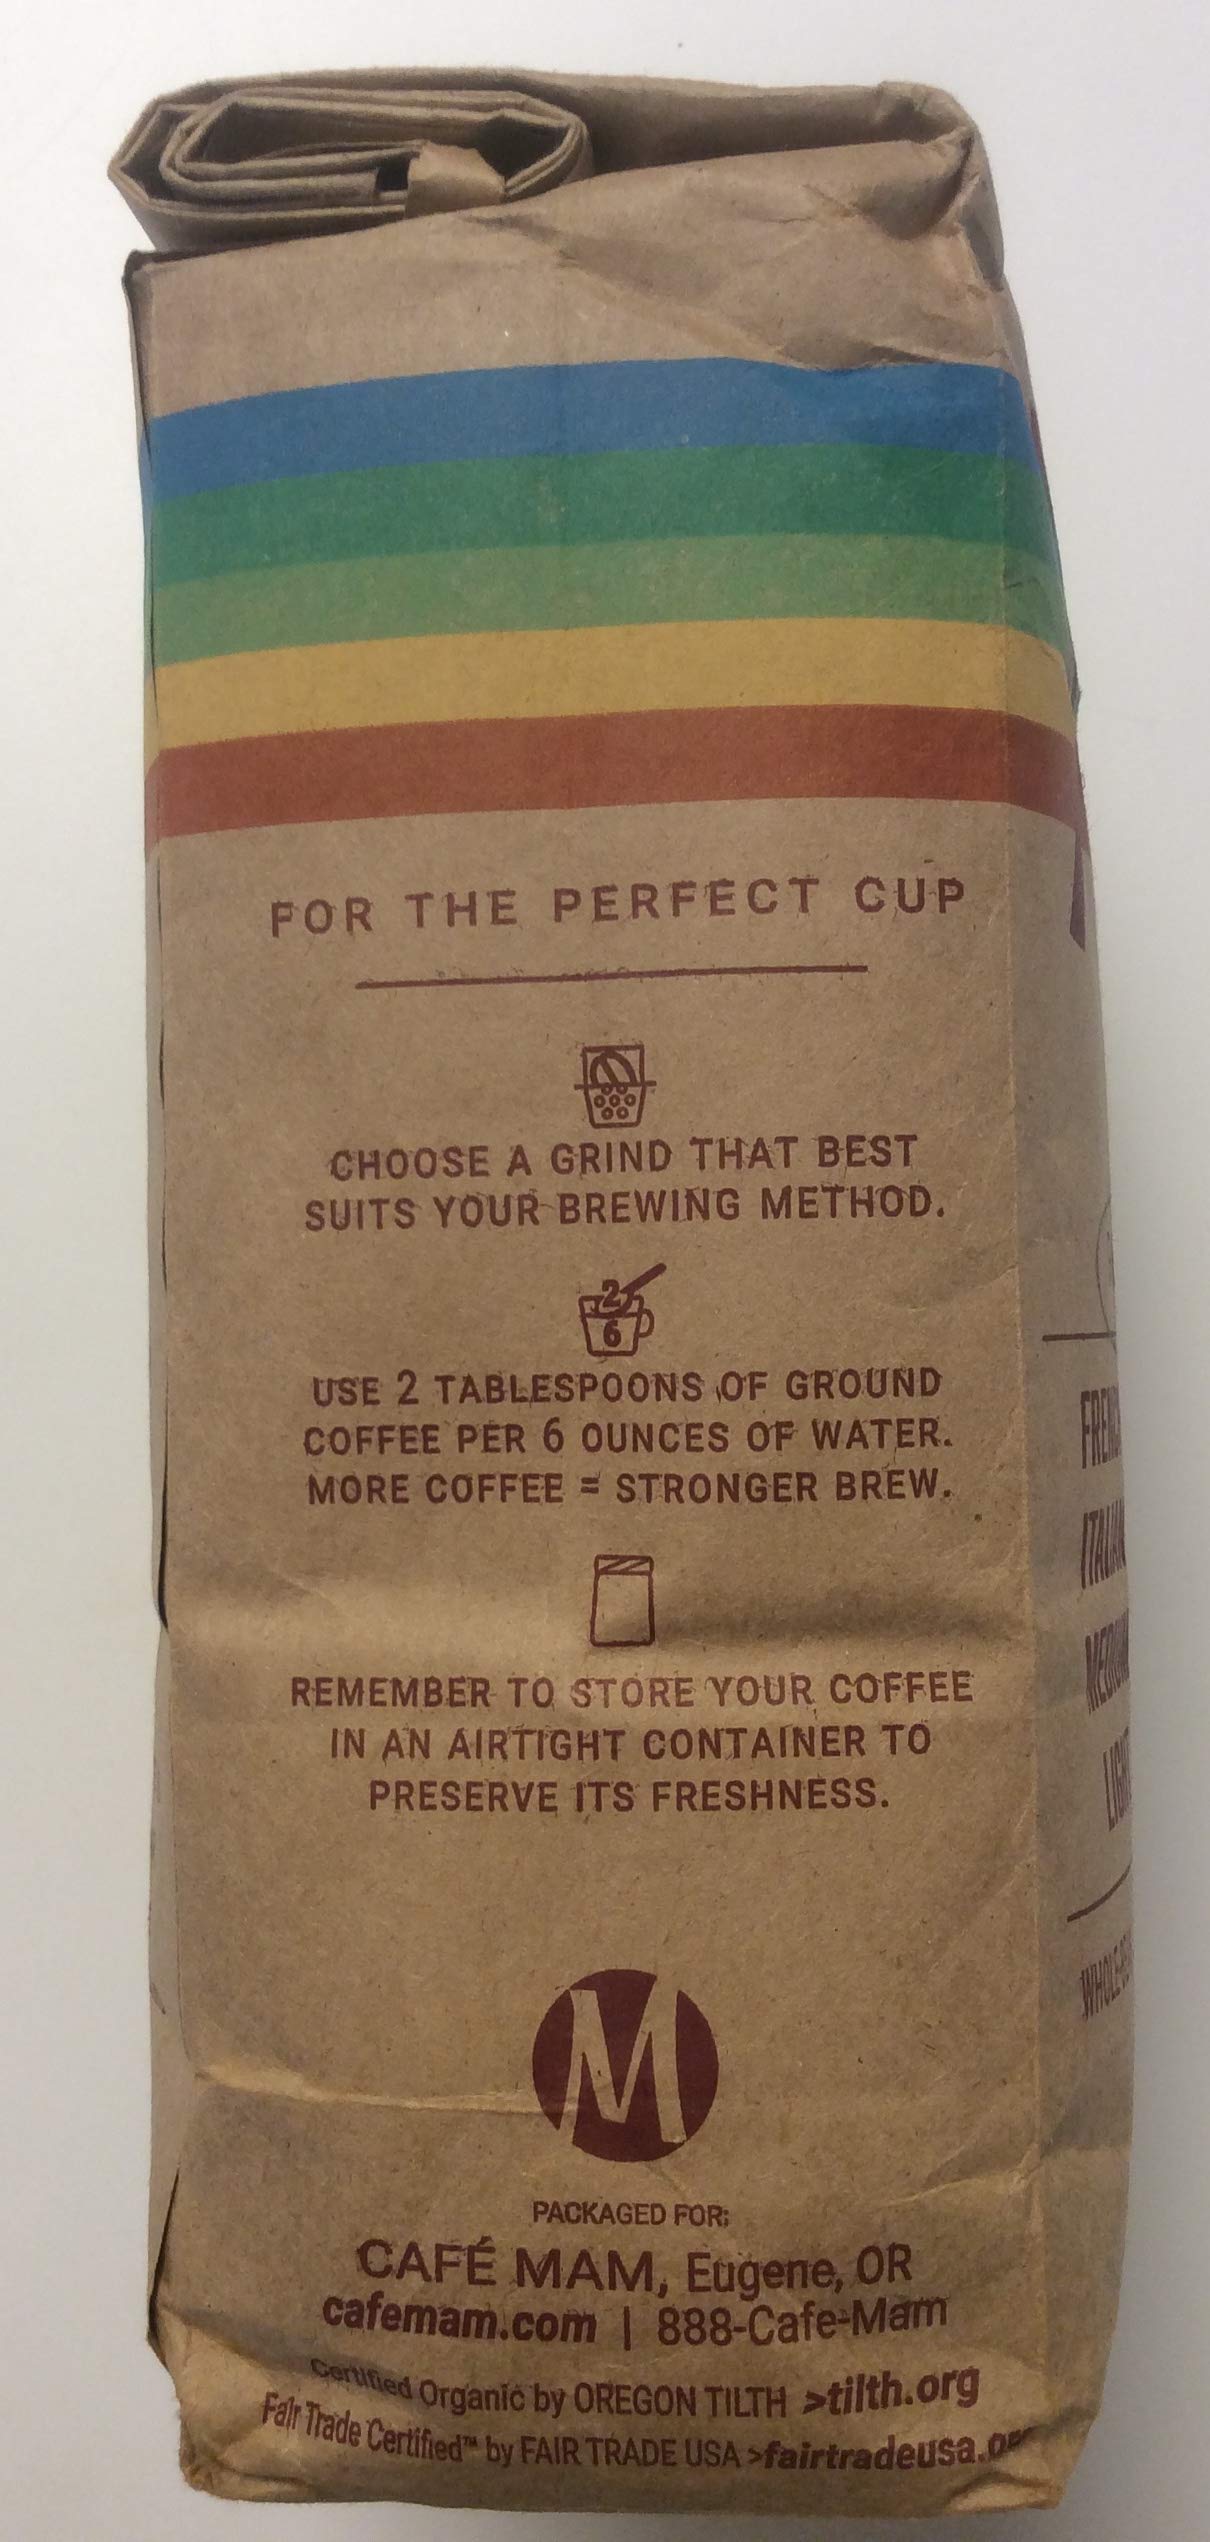 FOR THE PERFECT CUP
CHOOSE A GRIND THAT BEST
SUITS YOUR BREWING METHOD.
2
6
USE 2 TABLESPOONS OF GROUND
COFFEE PER 6 OUNCES OF WATER.
MORE COFFEE = STRONGER BREW.
REMEMBER TO STORE YOUR COFFEE
IN AN AIRTIGHT CONTAINER TO
PRESERVE ITS FRESHNESS.
M
PACKAGED FOR:
CAFÉ MAM, Eugene, OR
cafemam.com | 888-Cafe-Mam
Certified Organic by OREGON TILTH >tilth.org
Fair Trade Certified™ by FAIR TRADE USA >fairtradeusa.org